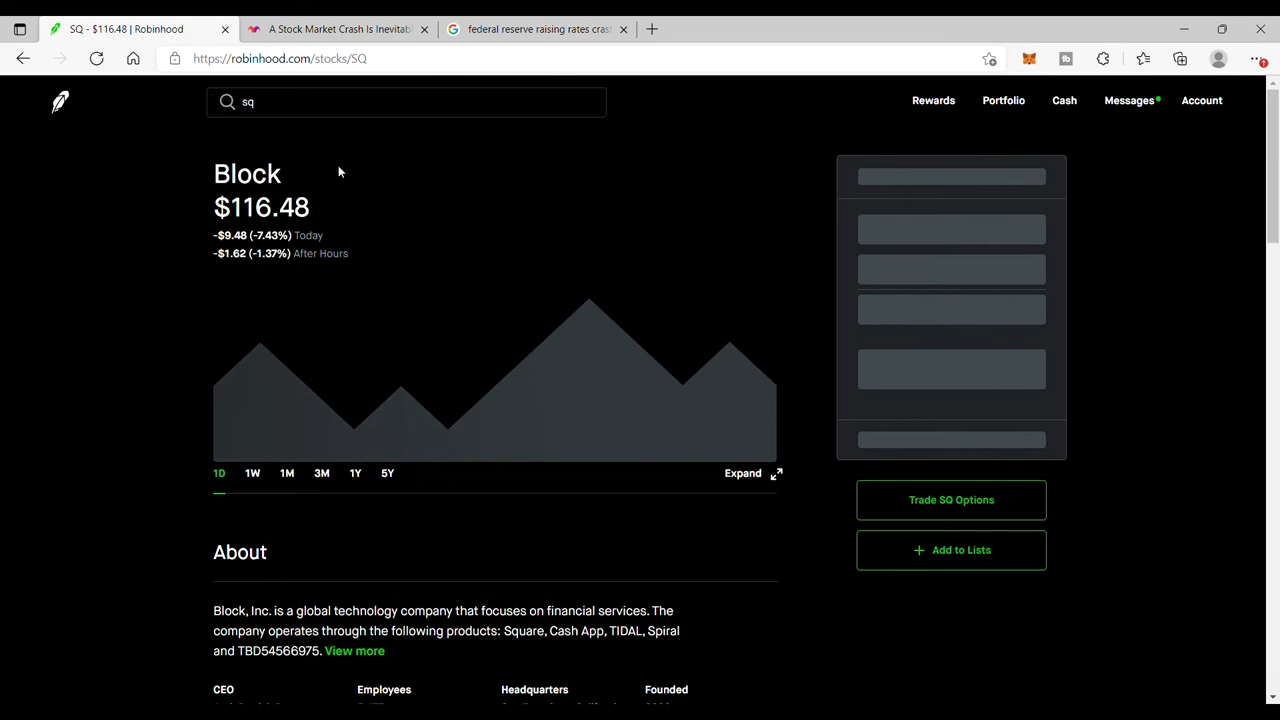 SQ - $116.48 | Robinhood
A Stock Market Crash Is Inevitabl
federal reserve raising rates cras
https://robinhood.com/stocks/SQ
sq
Rewards
Portfolio
Cash
Messages
Account
Block
$116.48
-$9.48 (-7.43%) Today
-$1.62 (-1.37%) After Hours
1D
1W
1M
3M
1Y
5Y
Expand
Trade SQ Options
+ Add to Lists
About
Block, Inc. is a global technology company that focuses on financial services. The
company operates through the following products: Square, Cash App, TIDAL, Spiral
and TBD54566975. View more
CEO
Employees
Headquarters
Founded